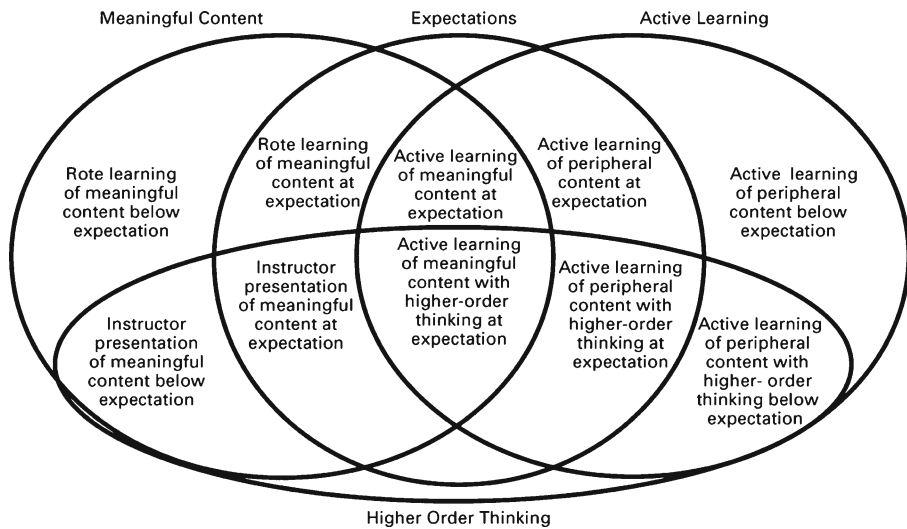 Meaningful Content
Expectations
Active Learning
Rote learning
of meaningful
content below
expectation
Rote learning
of meaningful
content at
expectation
Active learning
of meaningful
content at
expectation
Active learning
of peripheral
content at
expectation
Active learning
of peripheral
content below
expectation
Instructor
presentation
of meaningful
content below
expectation
Instructor
presentation
of meaningful
content at
expectation
Active learning
of meaningful
content with
higher-order
thinking at
expectation
Active learning
of peripheral
content with
higher-order
thinking at
expectation
Active learning
of peripheral
content with
higher- order
thinking below
expectation
Higher Order Thinking